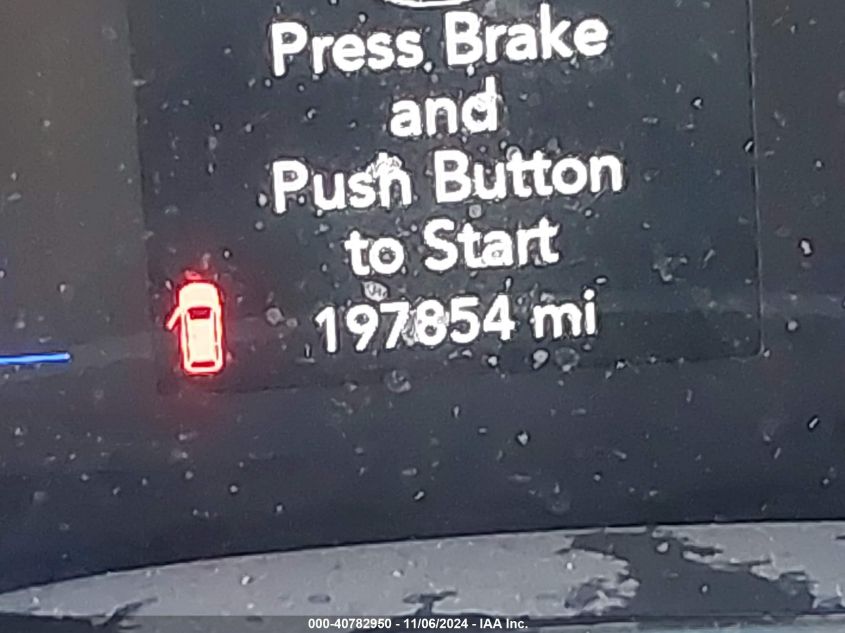 Press Brake
and
Push Button
to Start
197854 mi
000-40782950 - 11/06/2024 - IAA Inc.